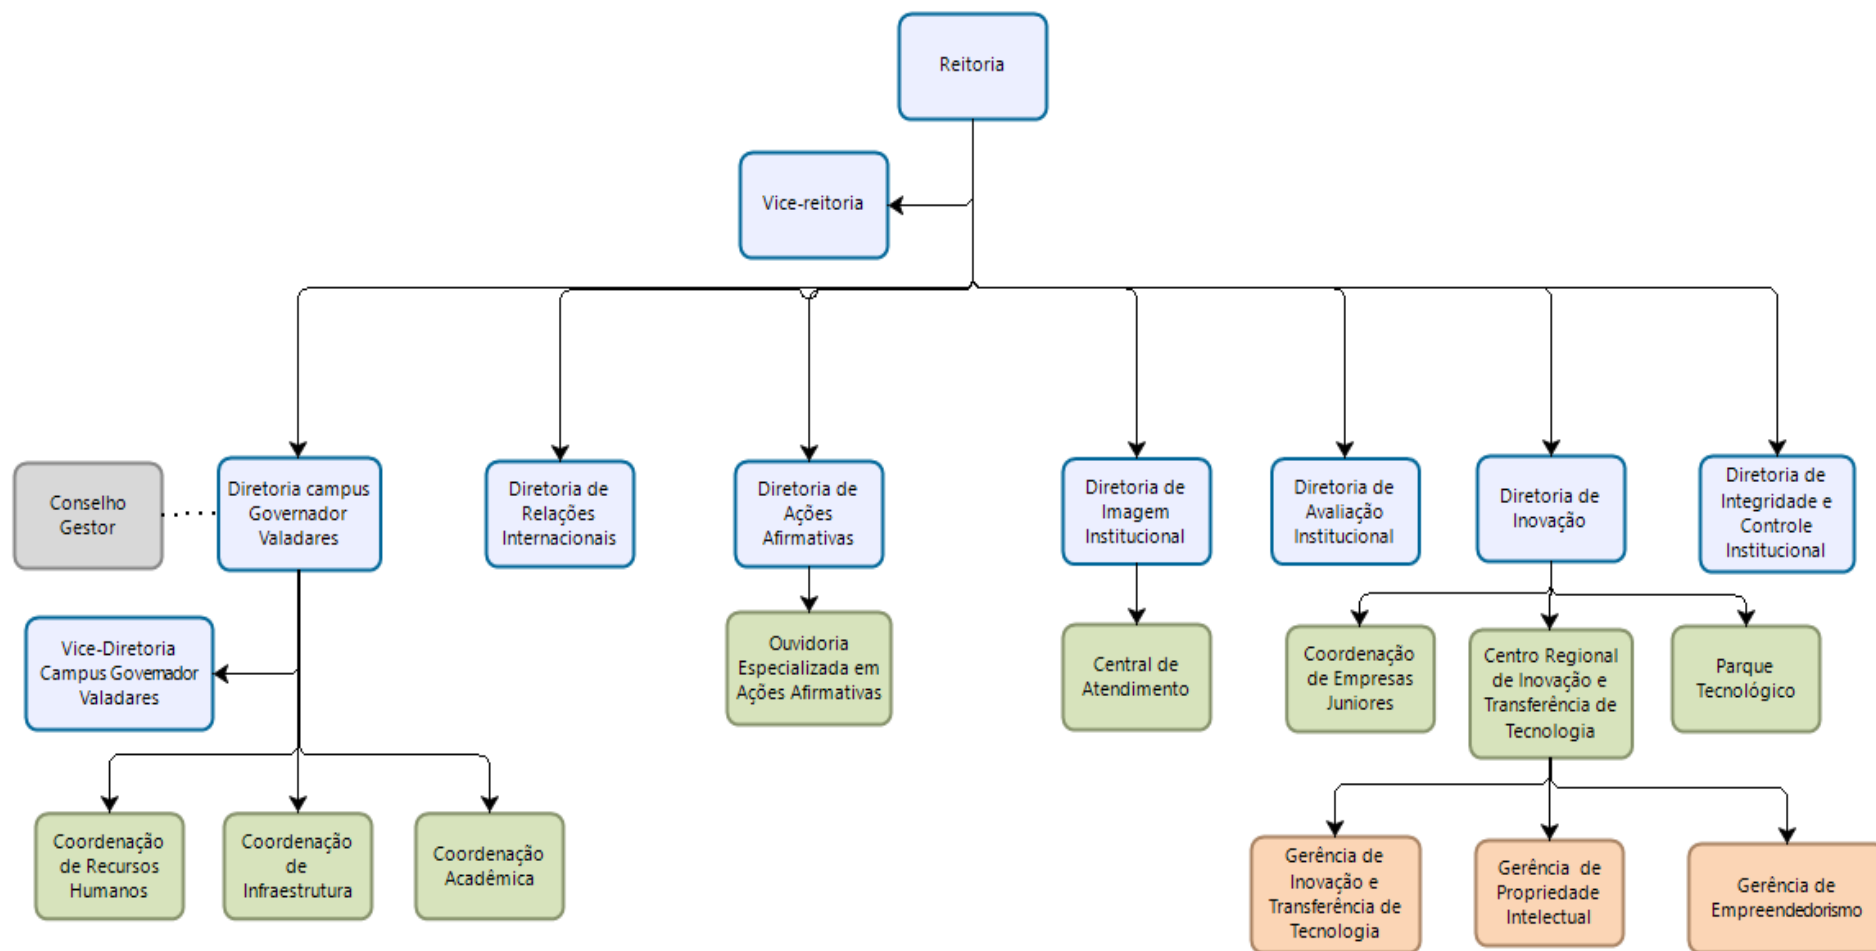 Reitoria
Vice-reitoria
Conselho
Gestor
Diretoria campus
Governador
Valadares
Diretoria de
Relações
Internacionais
Diretoria de
Ações
Afirmativas
Diretoria de
Imagem
Institucional
Diretoria de
Avaliação
Institucional
Diretoria de
Inovação
Diretoria de
Integridade e
Controle
Institucional
Vice-Diretoria
Campus Governador
Valadares
Ouvidoria
Especializada em
Ações Afirmativas
Central de
Atendimento
Coordenação
de Empresas
Juniores
Centro Regional
de Inovação e
Transferência de
Tecnologia
Parque
Tecnológico
Coordenação
de Recursos
Humanos
Coordenação
de
Infraestrutura
Coordenação
Acadêmica
Gerência de
Inovação e
Transferência de
Tecnologia
Gerência de
Propriedade
Intelectual
Gerência de
Empreendedorismo